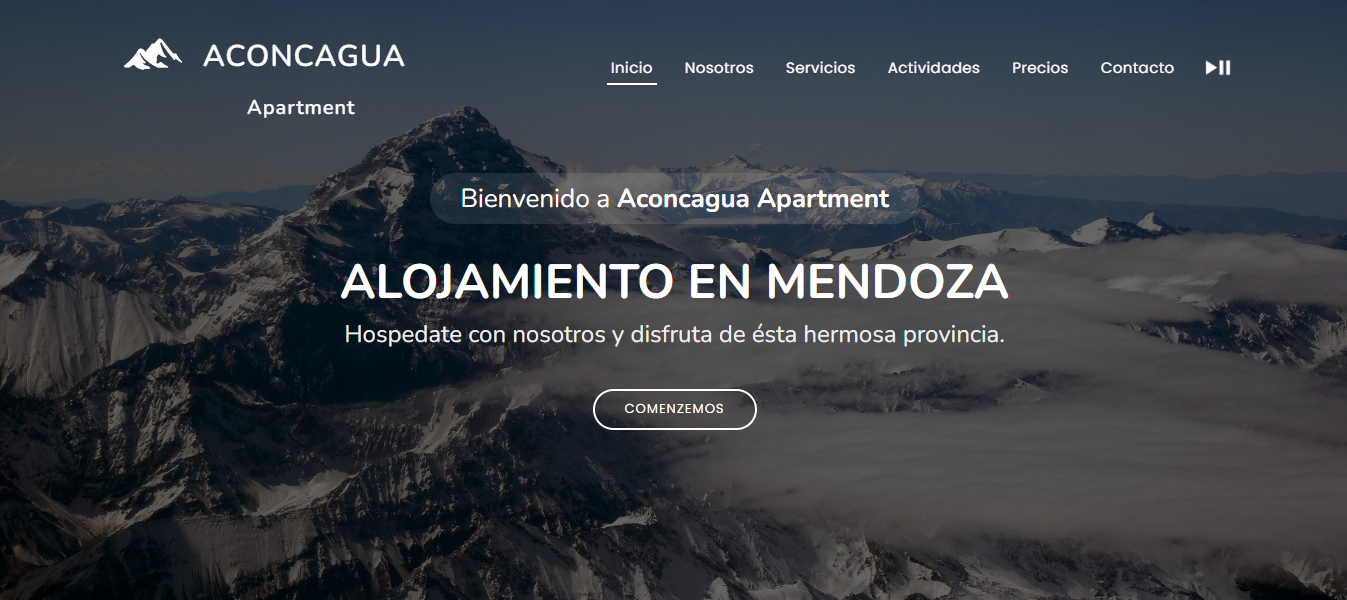 ACONCAGUA
Apartment
Inicio Nosotros Servicios Actividades Precios Contacto
Bienvenido a Aconcagua Apartment
ALOJAMIENTO EN MENDOZA
Hospedate con nosotros y disfruta de ésta hermosa provincia.
COMENZEMOS